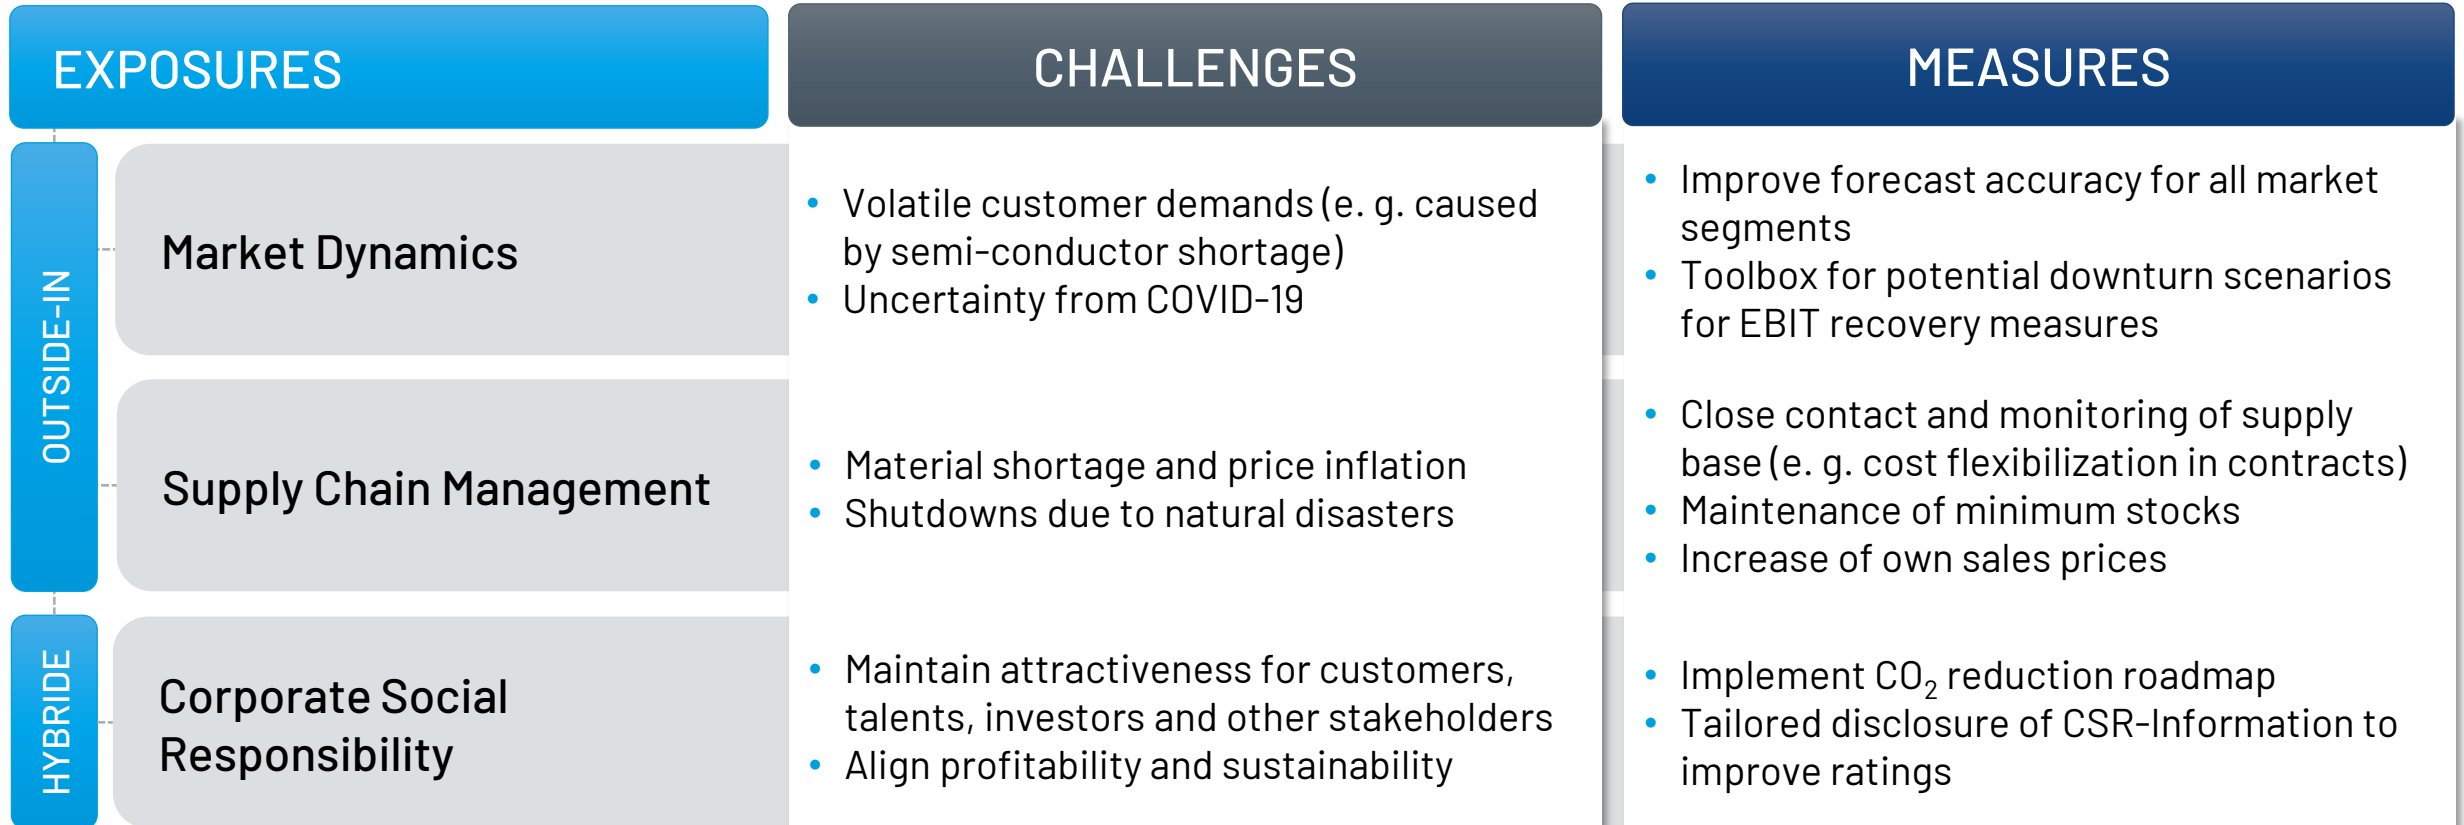 EXPOSURES
CHALLENGES
MEASURES
OUTSIDE-IN
Market Dynamics
• Volatile customer demands (e. g. caused
by semi-conductor shortage)
• Uncertainty from COVID-19
• Improve forecast accuracy for all market
segments
• Toolbox for potential downturn scenarios
for EBIT recovery measures
Supply Chain Management
• Material shortage and price inflation
• Shutdowns due to natural disasters
• Close contact and monitoring of supply
base (e. g. cost flexibilization in contracts)
• Maintenance of minimum stocks
• Increase of own sales prices
HYBRIDE
Corporate Social
Responsibility
• Maintain attractiveness for customers,
talents, investors and other stakeholders
• Align profitability and sustainability
• Implement CO₂ reduction roadmap
• Tailored disclosure of CSR-Information to
improve ratings